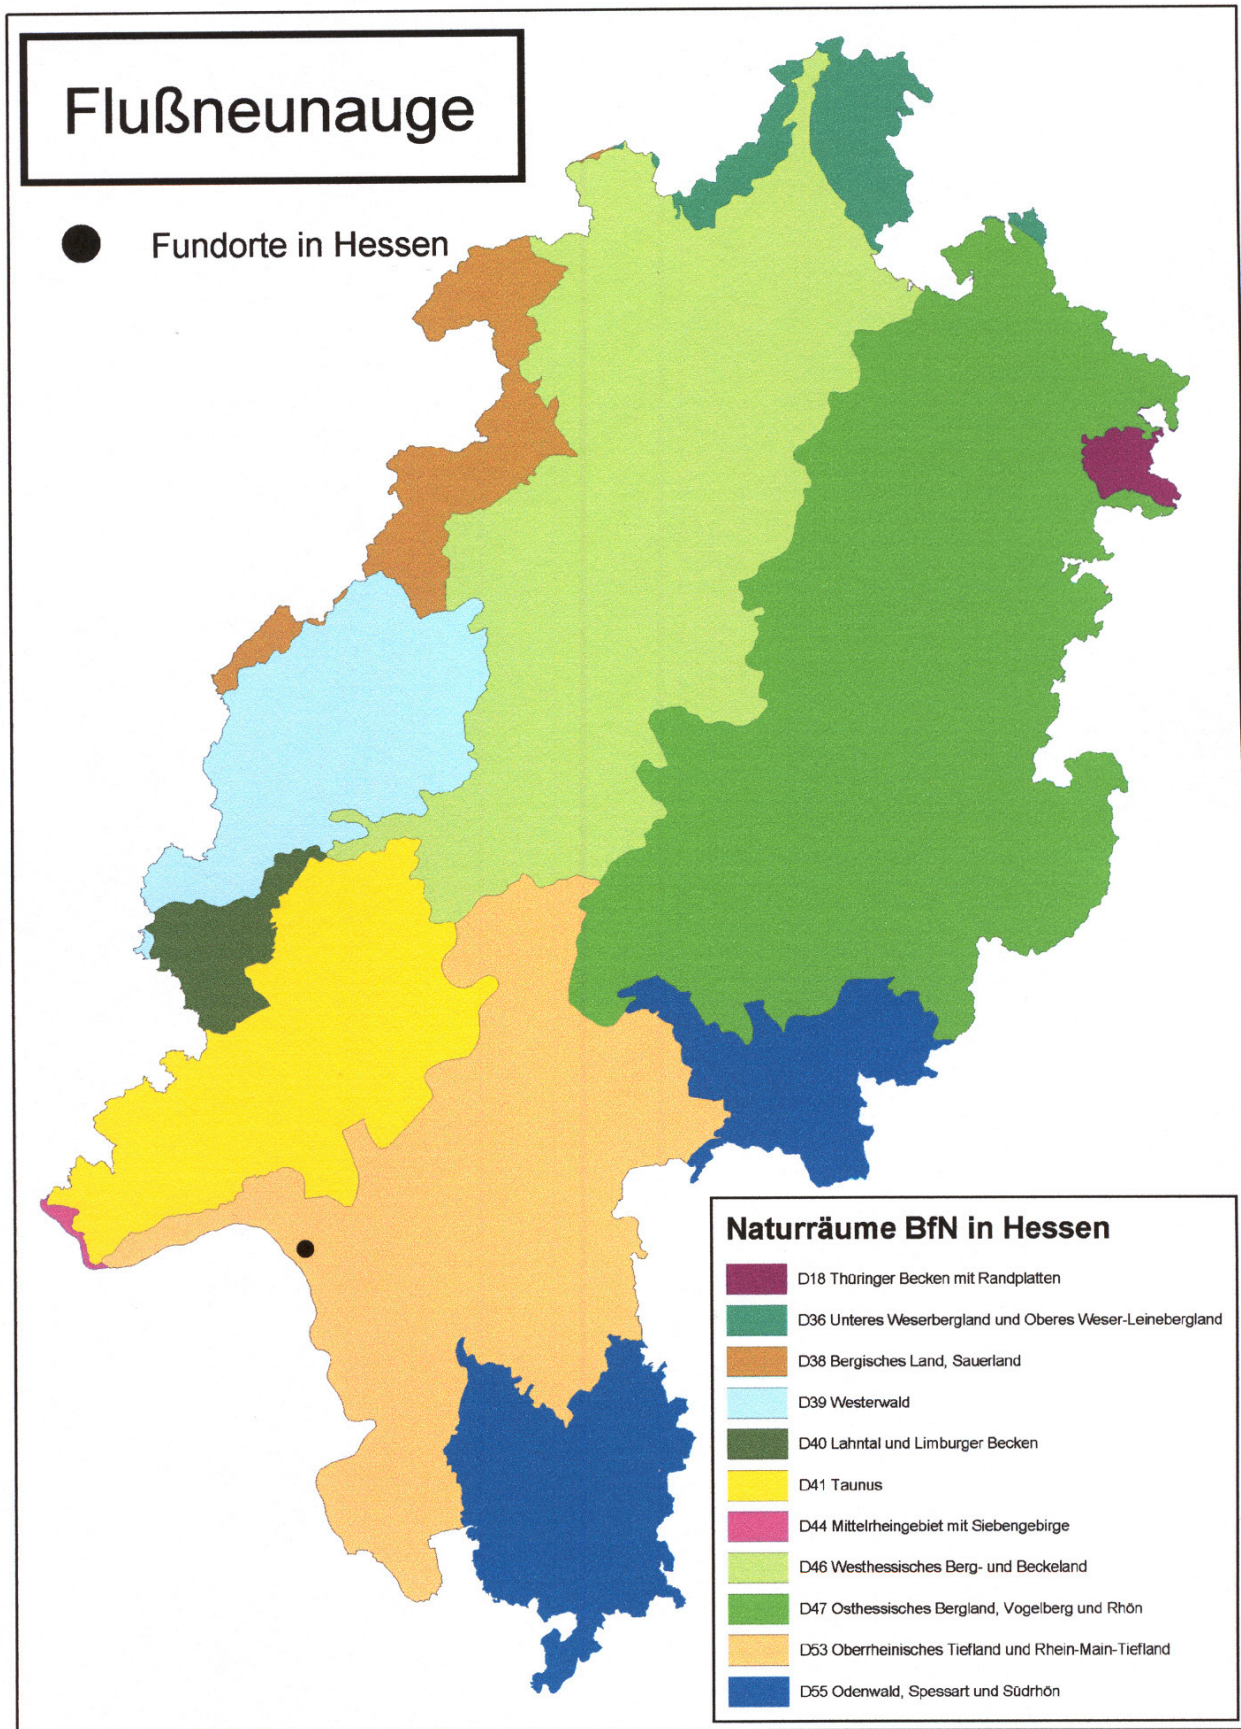 Flußneunauge
Fundorte in Hessen
Naturräume BfN in Hessen
D18 Thüringer Becken mit Randplatten
D36 Unteres Weserbergland und Oberes Weser-Leinebergland
D38 Bergisches Land, Sauerland
D39 Westerwald
D40 Lahntal und Limburger Becken
D41 Taunus
D44 Mittelrheingebiet mit Siebengebirge
D46 Westhessisches Berg- und Beckeland
D47 Osthessisches Bergland, Vogelberg und Rhön
D53 Oberrheinisches Tiefland und Rhein-Main-Tiefland
D55 Odenwald, Spessart und Südrhön